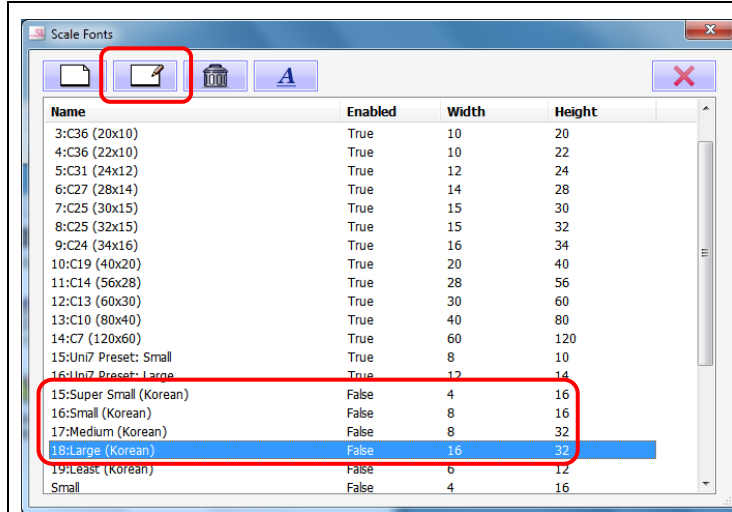 Scale Fonts
x
A
Name Enabled Width Height
3:C36 (20x10) True 10 20
4:C36 (22x10) True 10 22
5:C31 (24x12) True 12 24
6:C27 (28x14) True 14 28
7:C25 (30x15) True 15 30
8:C25 (32x15) True 15 32
9:C24 (34x16) True 16 34
10:C19 (40x20) True 20 40
11:C14 (56x28) True 28 56
12:C13 (60x30) True 30 60
13:C10 (80x40) True 40 80
14:C7 (120x60) True 60 120
15:Uni7 Preset: Small True 8 10
16:Uni7 Preset: Large True 12 14
15:Super Small (Korean) False 4 16
16:Small (Korean) False 8 16
17:Medium (Korean) False 8 32
18:Large (Korean) False 16 32
19:Least (Korean) False 6 12
Small False 4 16